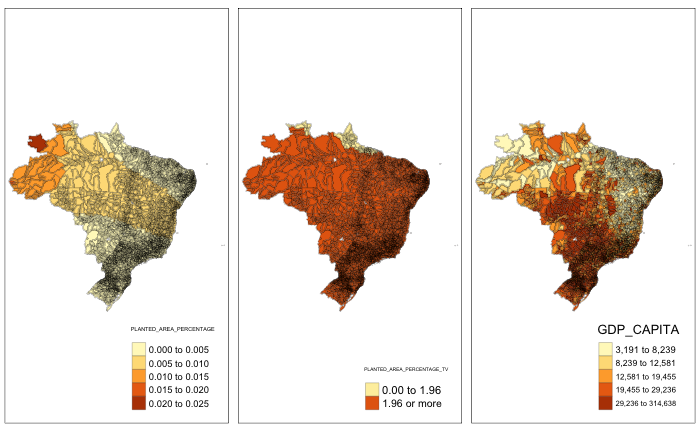 PLANTED_AREA_PERCENTAGE
0.000 to 0.005
0.005 to 0.010
0.010 to 0.015
0.015 to 0.020
0.020 to 0.025
PLANTED_AREA_PERCENTAGE_TV
0.00 to 1.96
1.96 or more
GDP_CAPITA
3,191 to 8,239
8,239 to 12,581
12,581 to 19,455
19,455 to 29,236
29,236 to 314,638